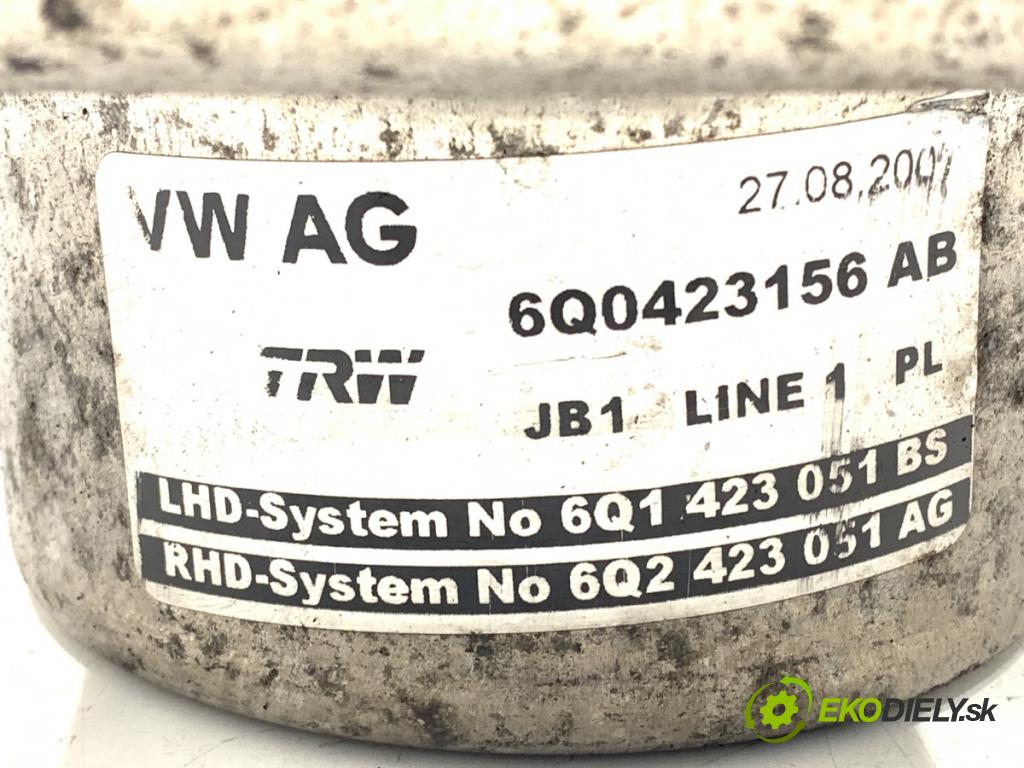 VW AG
27.08.2007
6Q0423156 AB
TRW
JB1 LINE 1 PL
LHD-System No 6Q1 423 051 BS
RHD-System No 6Q2 423 051 AG
EKODIELY.sk